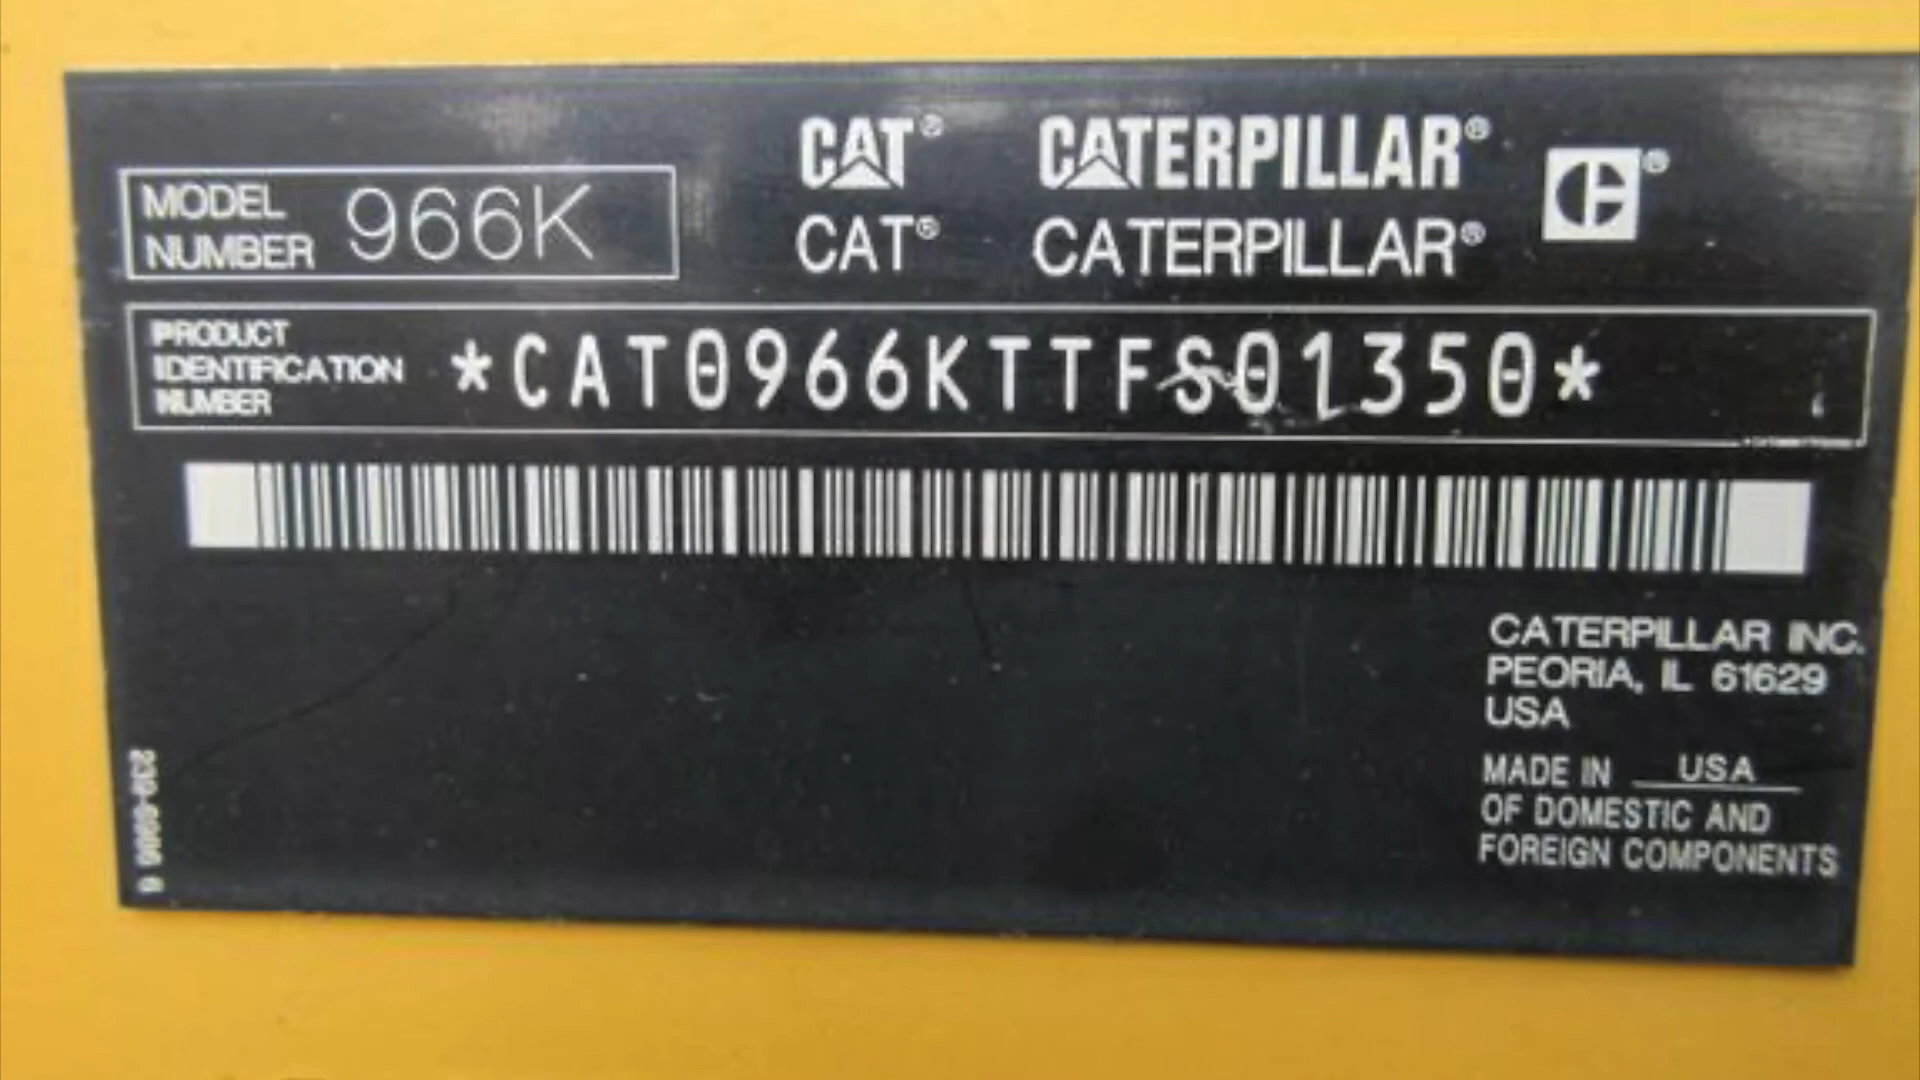 CAT® CATERPILLAR®
MODEL NUMBER 966K
CAT® CATERPILLAR®
PRODUCT
IDENTIFICATION
NUMBER
*CAT0966KTTFS01350*
CATERPILLAR INC.
PEORIA, IL 61629
USA
MADE IN USA
OF DOMESTIC AND
FOREIGN COMPONENTS